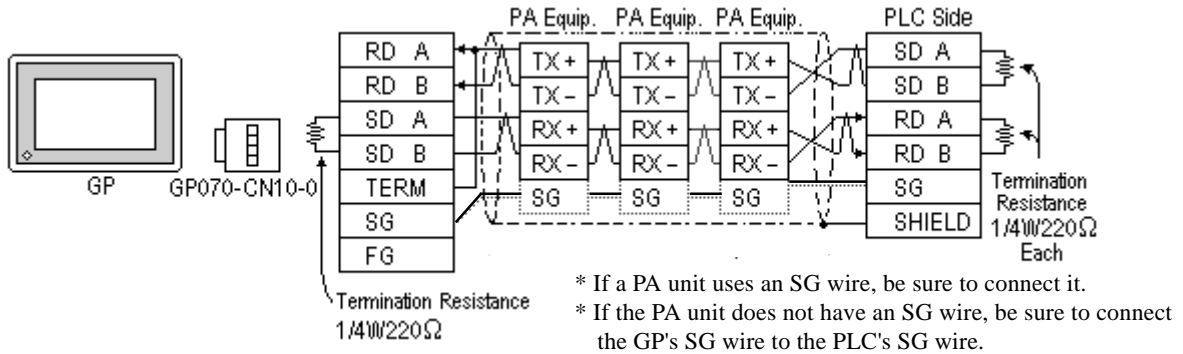 PA Equip. PA Equip. PA Equip. PLC Side
RD A TX+ TX+ TX+ SD A
RD B TX− TX− TX− SD B
SD A RX+ RX+ RX+ RD A
SD B RX− RX− RX− RD B
TERM SG SG SG SG
SG SHIELD
FG
GP
GP070-CN10-0
Termination Resistance
1/4W/220Ω
Termination
Resistance
1/4W/220Ω
Each
* If a PA unit uses an SG wire, be sure to connect it.
* If the PA unit does not have an SG wire, be sure to connect
the GP's SG wire to the PLC's SG wire.